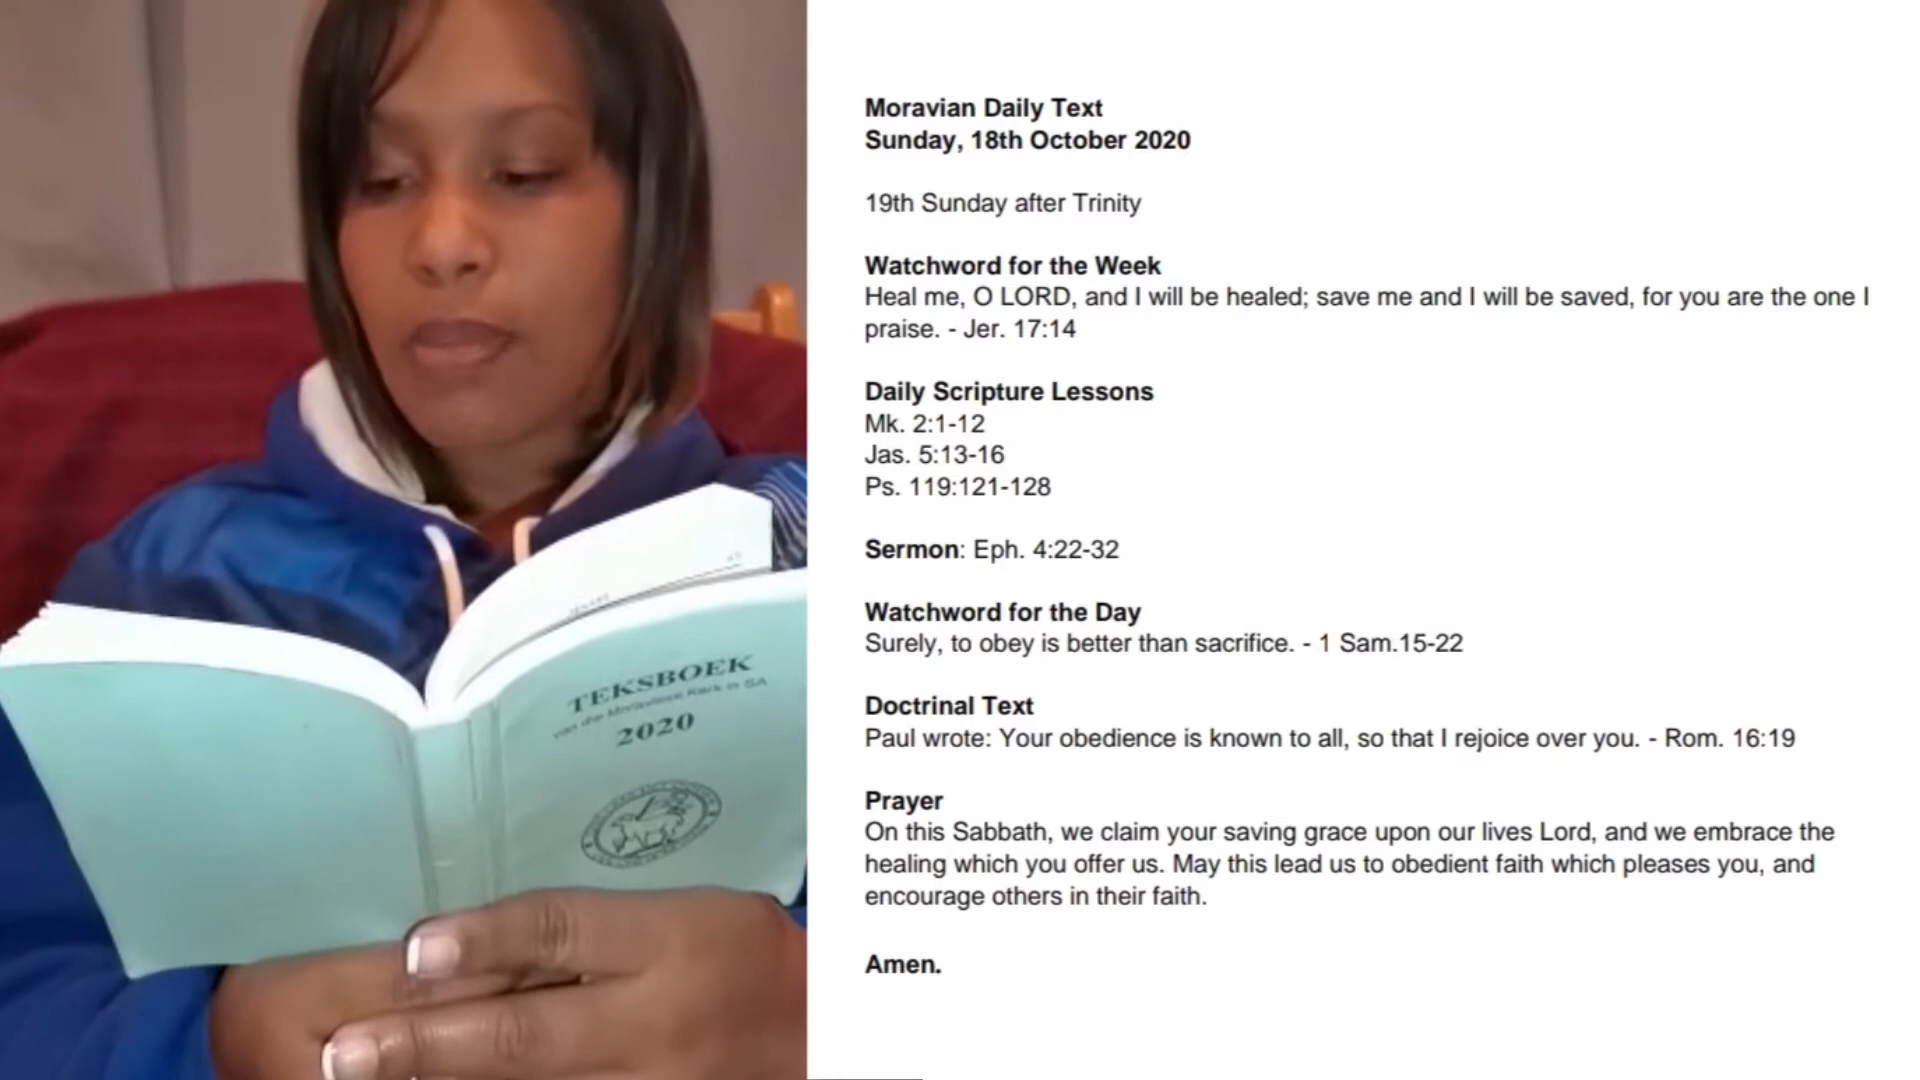 TEKSBOEK
van die Morawiese Kerk in SA
2020
Moravian Daily Text
Sunday, 18th October 2020
19th Sunday after Trinity
Watchword for the Week
Heal me, O LORD, and I will be healed; save me and I will be saved, for you are the one I
praise. - Jer. 17:14
Daily Scripture Lessons
Mk. 2:1-12
Jas. 5:13-16
Ps. 119:121-128
Sermon: Eph. 4:22-32
Watchword for the Day
Surely, to obey is better than sacrifice. - 1 Sam.15-22
Doctrinal Text
Paul wrote: Your obedience is known to all, so that I rejoice over you. - Rom. 16:19
Prayer
On this Sabbath, we claim your saving grace upon our lives Lord, and we embrace the
healing which you offer us. May this lead us to obedient faith which pleases you, and
encourage others in their faith.
Amen.